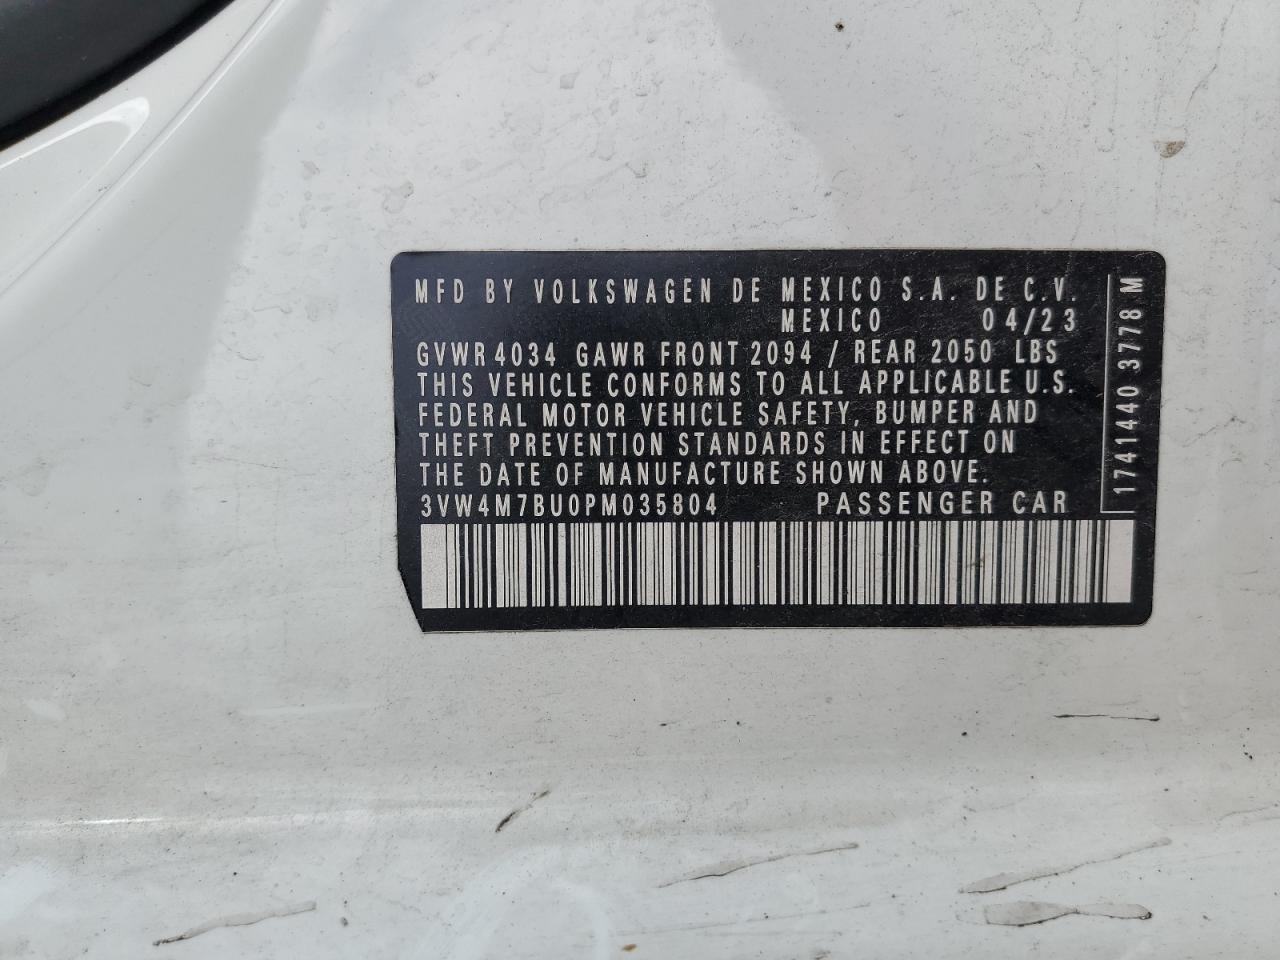 MFD BY VOLKSWAGEN DE MEXICO S.A. DE C.V.
MEXICO 04/23
GVWR 4034 GAWR FRONT 2094 / REAR 2050 LBS
THIS VEHICLE CONFORMS TO ALL APPLICABLE U.S.
FEDERAL MOTOR VEHICLE SAFETY, BUMPER AND
THEFT PREVENTION STANDARDS IN EFFECT ON
THE DATE OF MANUFACTURE SHOWN ABOVE.
3VW4M7BU0PM035804 PASSENGER CAR
1741440 3778 M